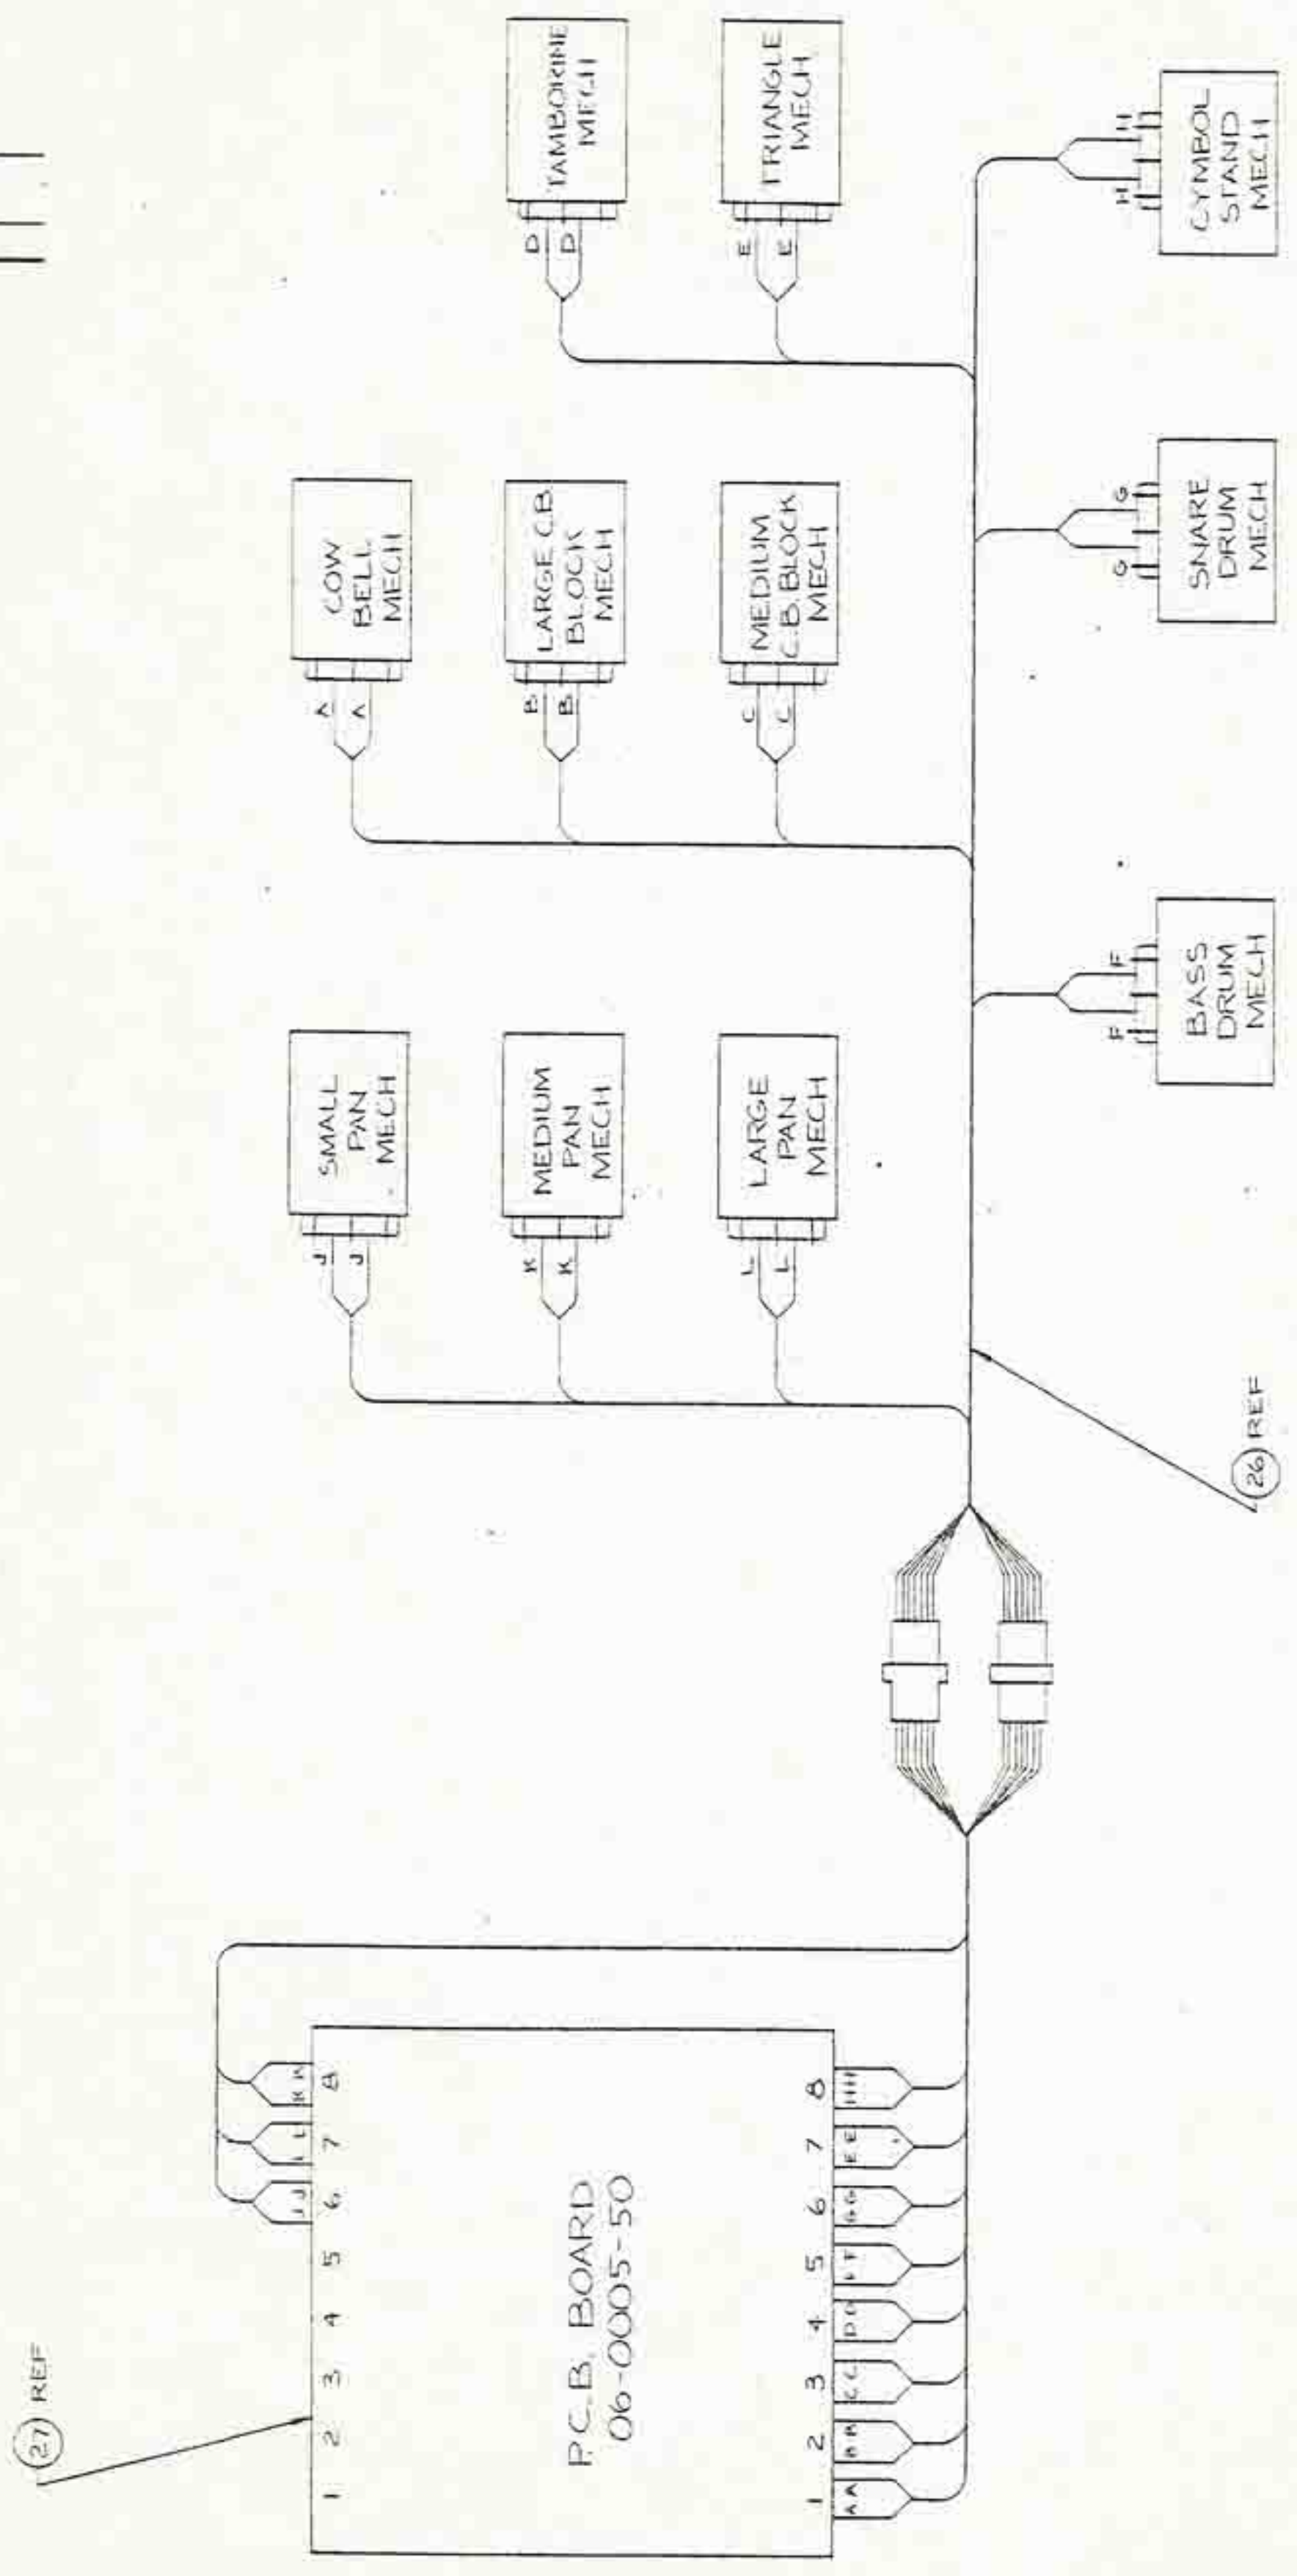 27 REF
1 2 3 4 5 6 7 8
J J L L K K
P.C.B. BOARD
06-0005-50
1 2 3 4 5 6 7 8
A A B B C C D D F F G G E E H H
26 REF
SMALL
PAN
MECH
J
J
MEDIUM
PAN
MECH
K
K
LARGE
PAN
MECH
L
L
COW
BELL
MECH
A
A
LARGE C.B.
BLOCK
MECH
B
B
MEDIUM
C.B. BLOCK
MECH
C
C
TAMBORINE
MECH
D
D
TRIANGLE
MECH
E
E
F F
BASS
DRUM
MECH
G G
SNARE
DRUM
MECH
H H
CYMBOL
STAND
MECH